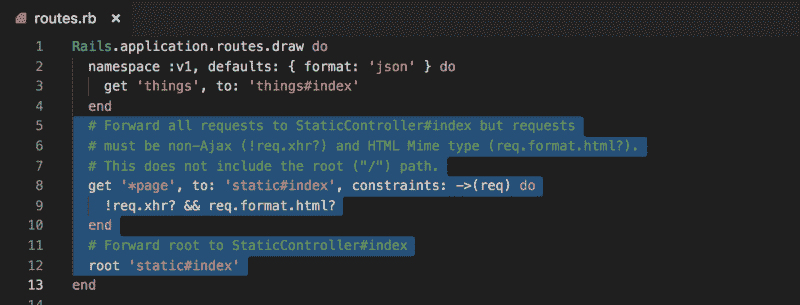 routes.rb ×
1 Rails.application.routes.draw do
2 namespace :v1, defaults: { format: 'json' } do
3 get 'things', to: 'things#index'
4 end
5 # Forward all requests to StaticController#index but requests
6 # must be non-Ajax (!req.xhr?) and HTML Mime type (req.format.html?).
7 # This does not include the root ("/") path.
8 get '*page', to: 'static#index', constraints: ->(req) do
9 !req.xhr? && req.format.html?
10 end
11 # Forward root to StaticController#index
12 root 'static#index'
13 end
14